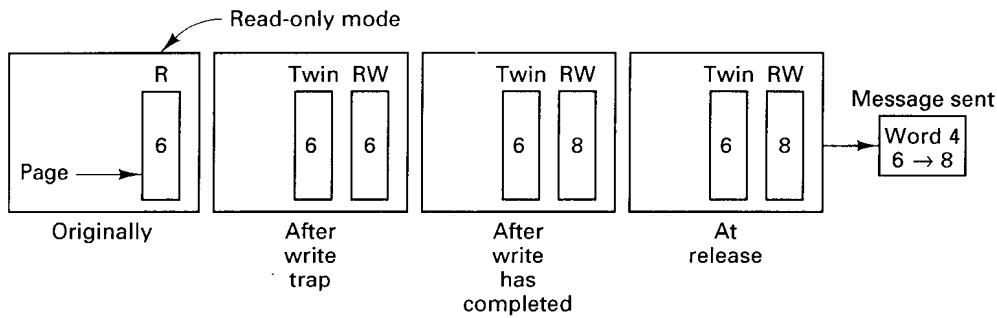 Read-only mode
R
Twin RW
Twin RW
Twin RW
Message sent
6
6 6
6 8
6 8
Word 4
6 → 8
Page
Originally
After
write
trap
After
write
has
completed
At
release